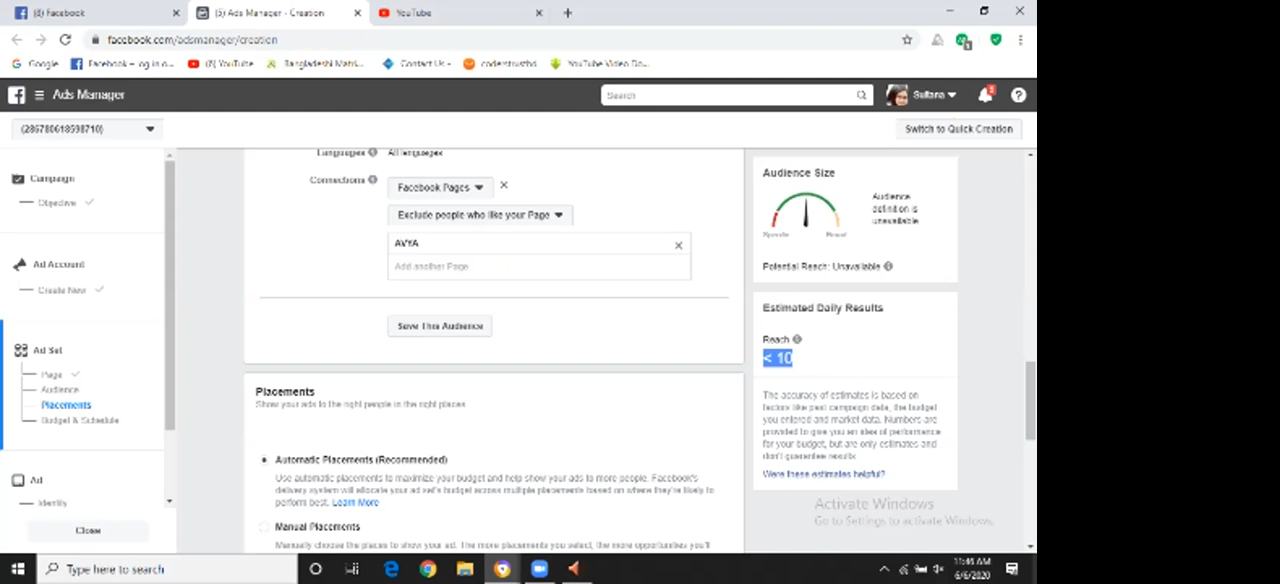 (8) Facebook
(5) Ads Manager - Creation
YouTube
facebook.com/adsmanager/creation
Google
Facebook – log in o...
(8) YouTube
Bangladeshi Matri...
Contact Us -
coderstrustbd
YouTube Video Do...
Ads Manager
Search
Sultana
?
(286780618598710)
Switch to Quick Creation
Campaign
Objective
Ad Account
Create New
Ad Set
Page
Audience
Placements
Budget & Schedule
Ad
Identity
Close
Languages
All languages
Connections
Facebook Pages
Exclude people who like your Page
AVYA
Add another Page
Save This Audience
Placements
Show your ads to the right people in the right places
Automatic Placements (Recommended)
Use automatic placements to maximize your budget and help show your ads to more people. Facebook's
delivery system will allocate your ad set's budget across multiple placements based on where they're likely to
perform best. Learn More
Manual Placements
Manually choose the places to show your ad. The more placements you select, the more opportunities you'll
Audience Size
Specific
Broad
Audience
definition is
unavailable
Potential Reach: Unavailable
Estimated Daily Results
Reach
< 10
The accuracy of estimates is based on
factors like past campaign data, the budget
you entered and market data. Numbers are
provided to give you an idea of performance
for your budget, but are only estimates and
don't guarantee results
Were these estimates helpful?
Activate Windows
Go to Settings to activate Windows.
Type here to search
11:46 AM
6/6/2020